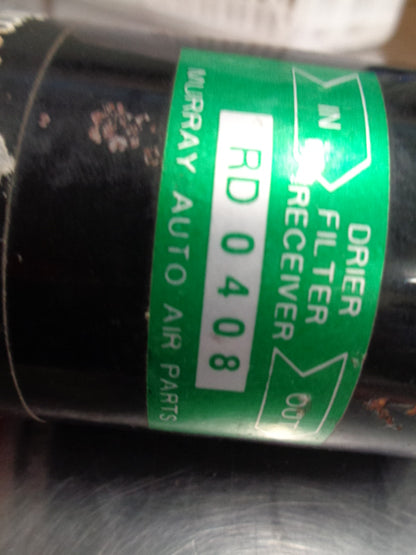 IN
DRIER
FILTER
RECEIVER
OUT
RD 0408
MURRAY AUTO AIR PARTS